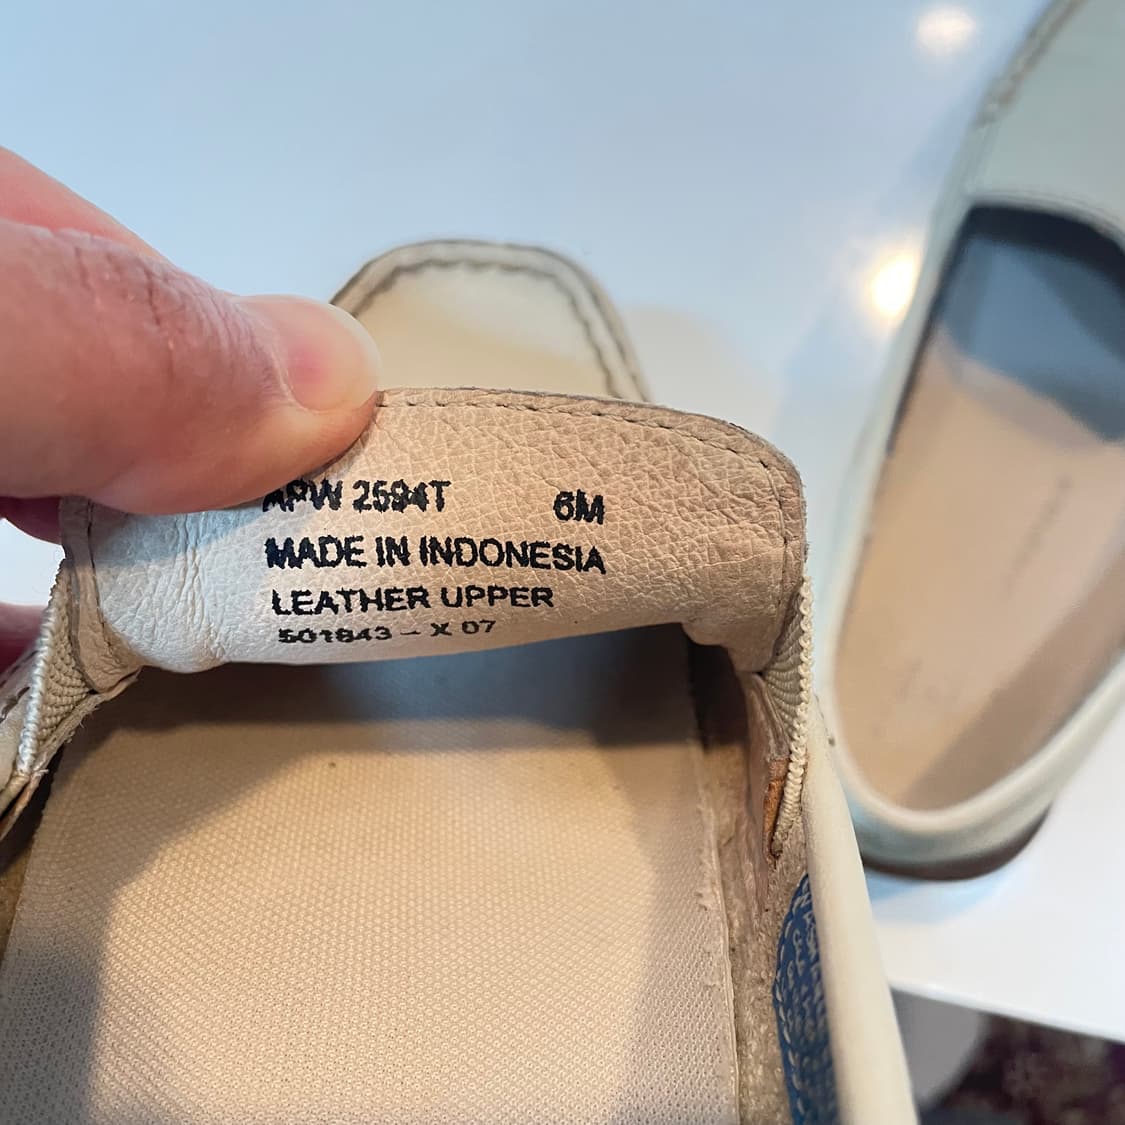 APW 2594T 6M
MADE IN INDONESIA
LEATHER UPPER
501843 - X 07